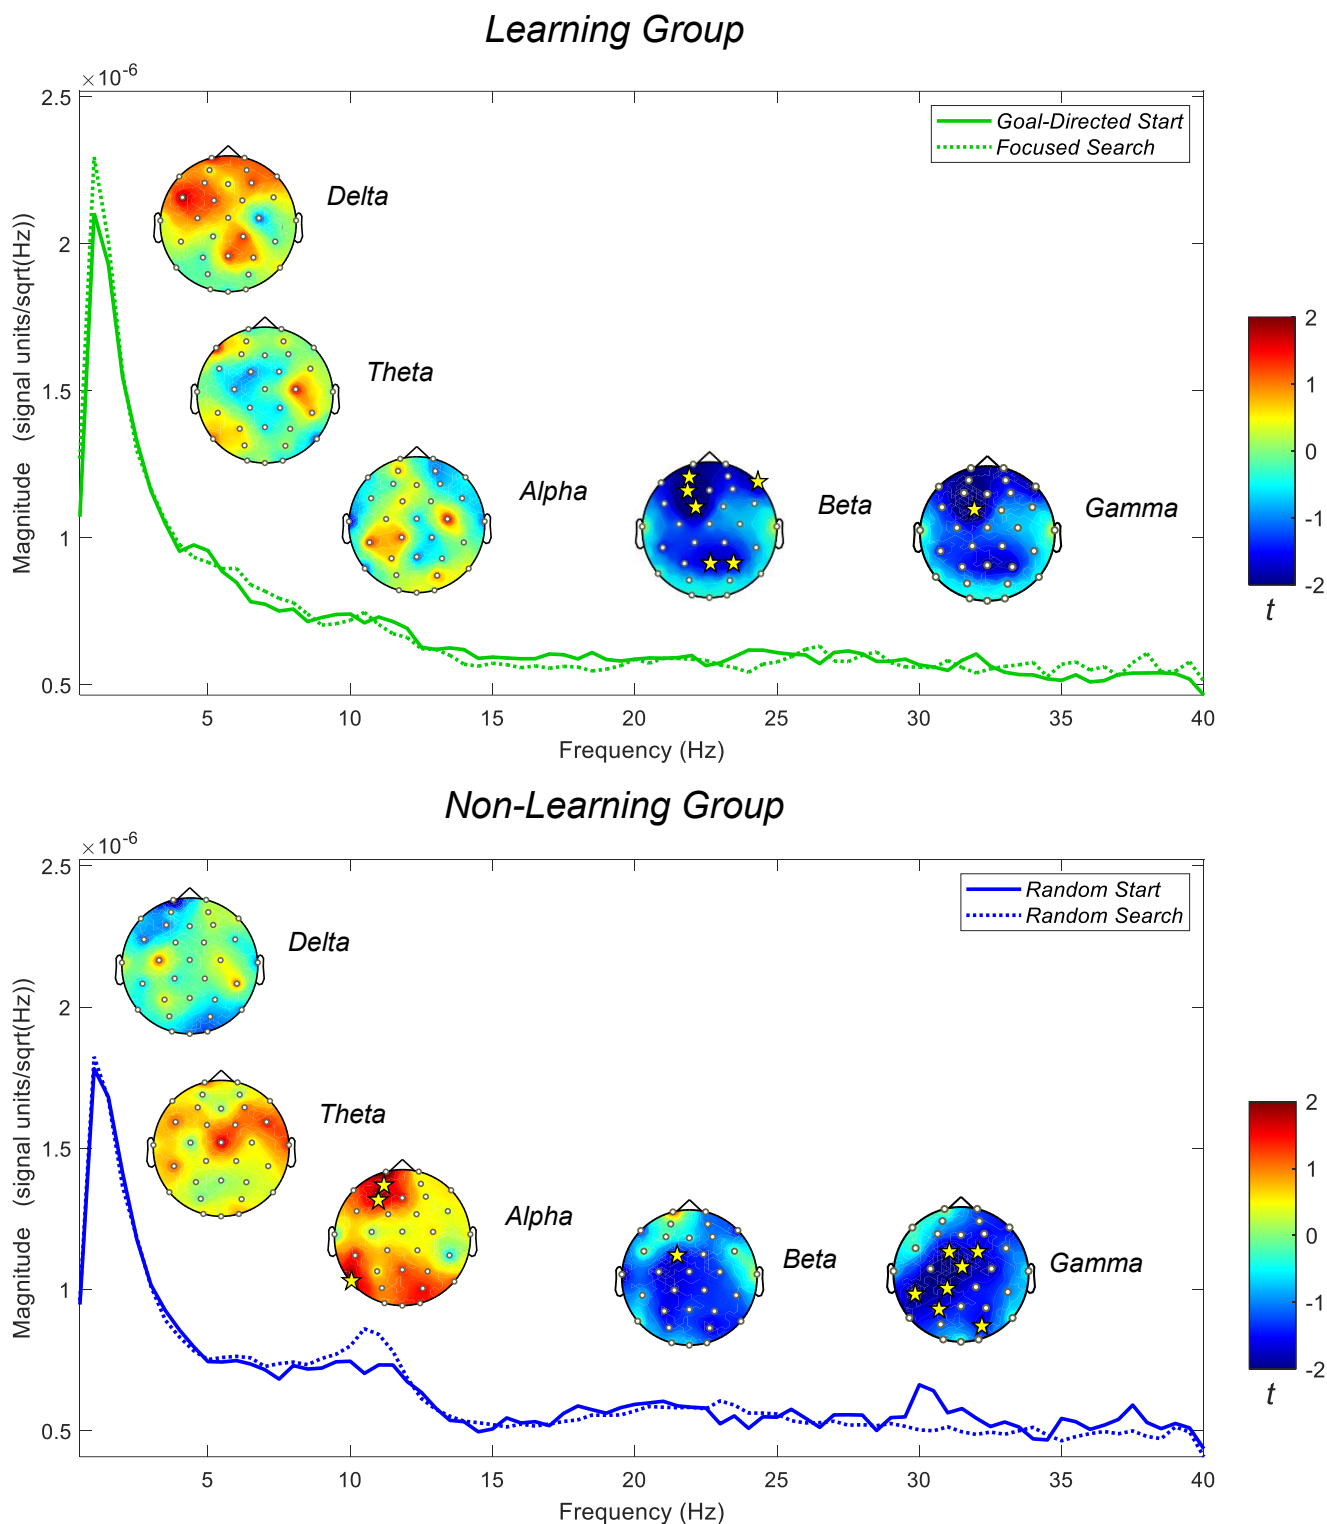 Learning Group
×10^-6
2.5
2
1.5
1
0.5
Magnitude (signal units/sqrt(Hz))
Goal-Directed Start
Focused Search
Delta
Theta
Alpha
Beta
Gamma
2
1
0
-1
-2
t
5 10 15 20 25 30 35 40
Frequency (Hz)
Non-Learning Group
×10^-6
2.5
2
1.5
1
0.5
Magnitude (signal units/sqrt(Hz))
Random Start
Random Search
Delta
Theta
Alpha
Beta
Gamma
2
1
0
-1
-2
t
5 10 15 20 25 30 35 40
Frequency (Hz)